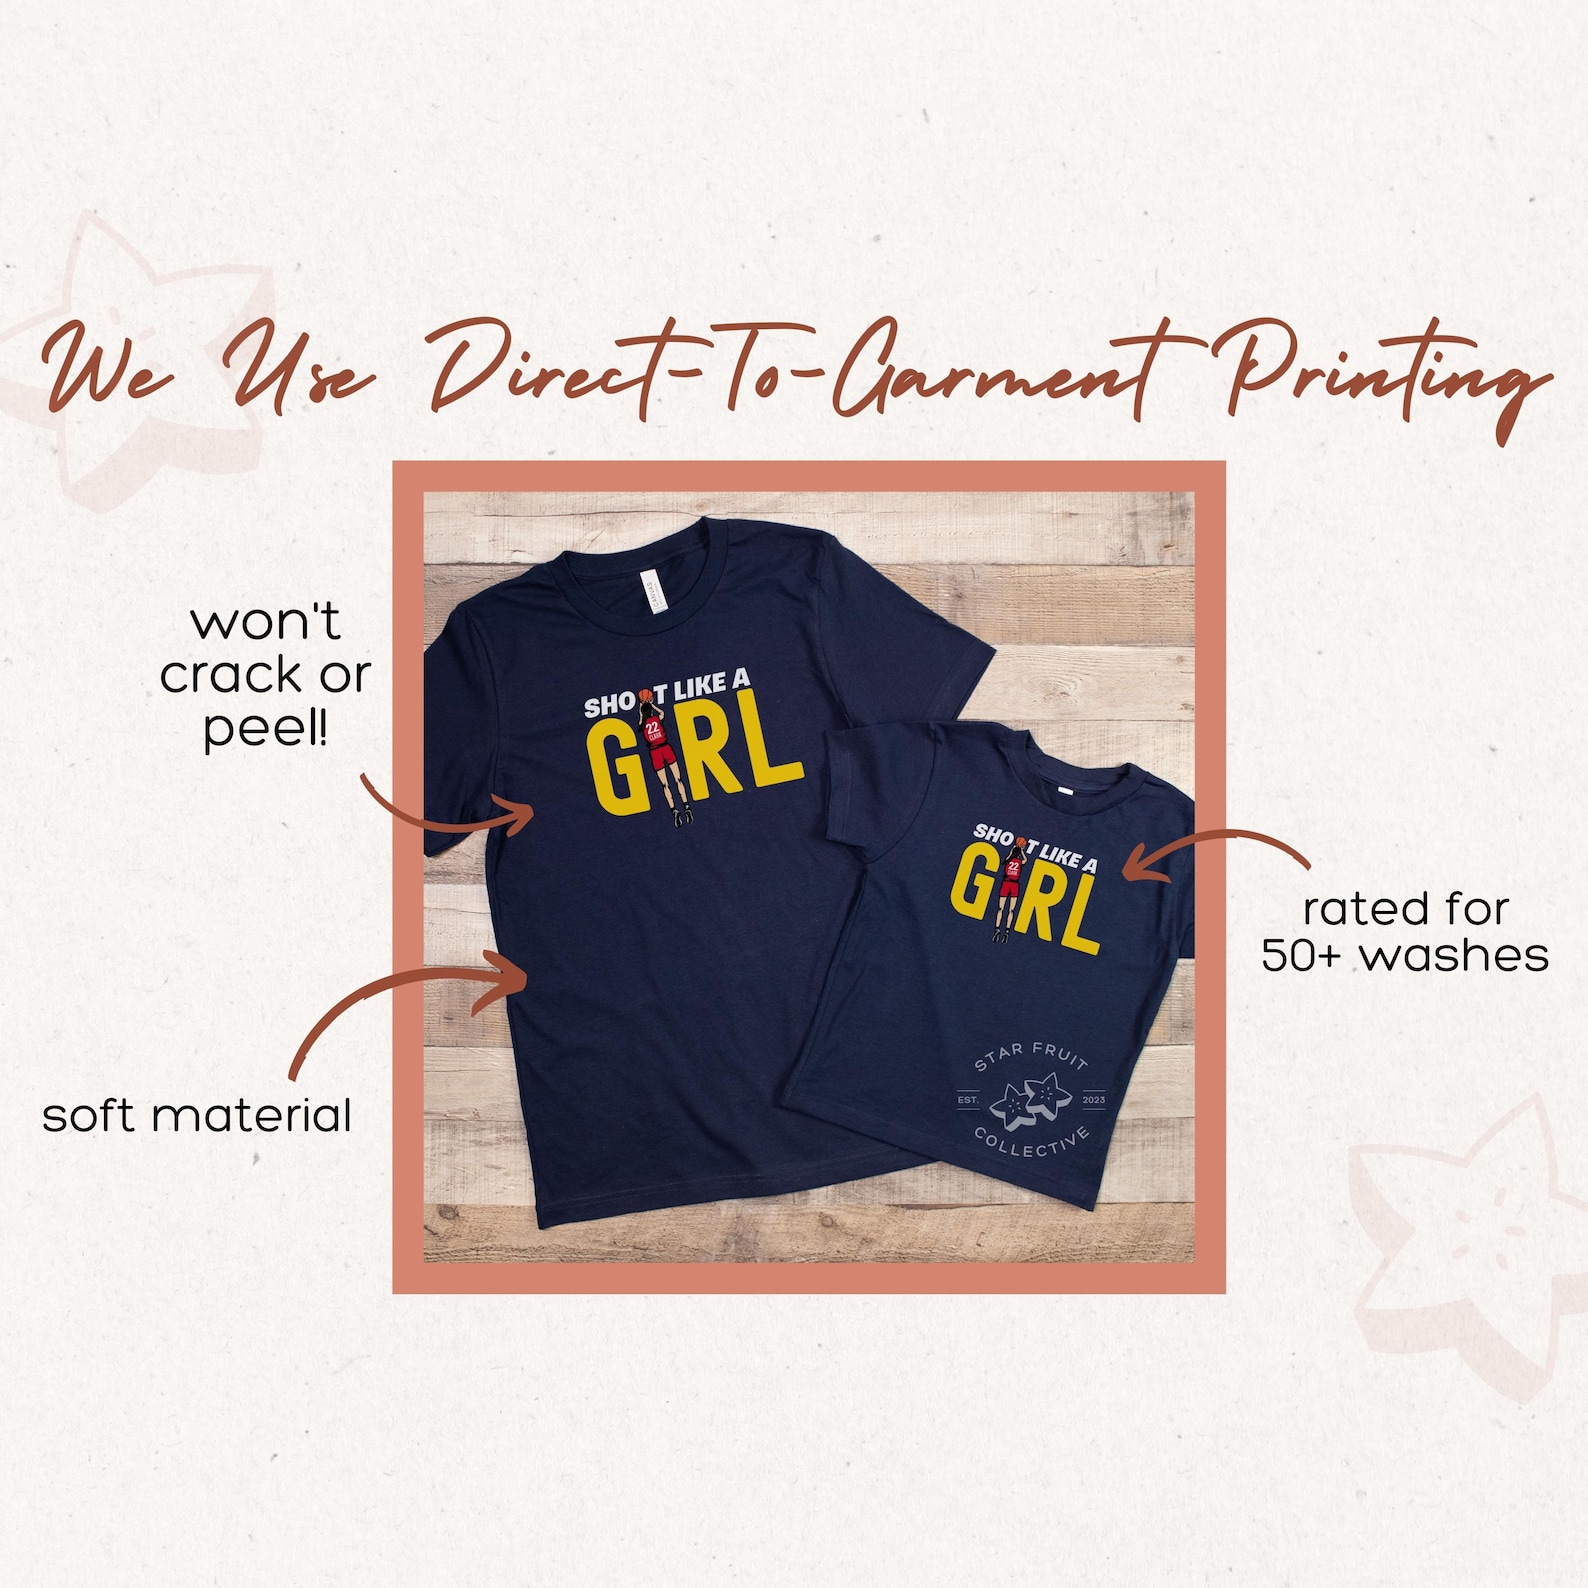 We Use Direct-To-Garment Printing
won't
crack or
peel!
soft material
rated for
50+ washes
CANVAS
SHOOT LIKE A
GIRL
22
CLARK
SHOOT LIKE A
GIRL
22
CLARK
STAR FRUIT
EST. 2023
COLLECTIVE